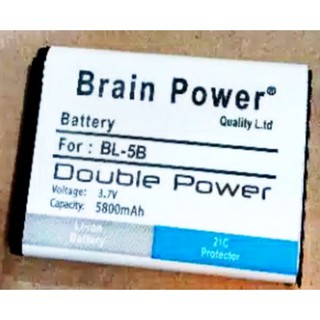 Brain Power®
Battery Quality L.td
For : BL-5B
Double Power
Voltage: 3.7V
Capacity: 5800mAh
Li-ion 21C
Battery Protector